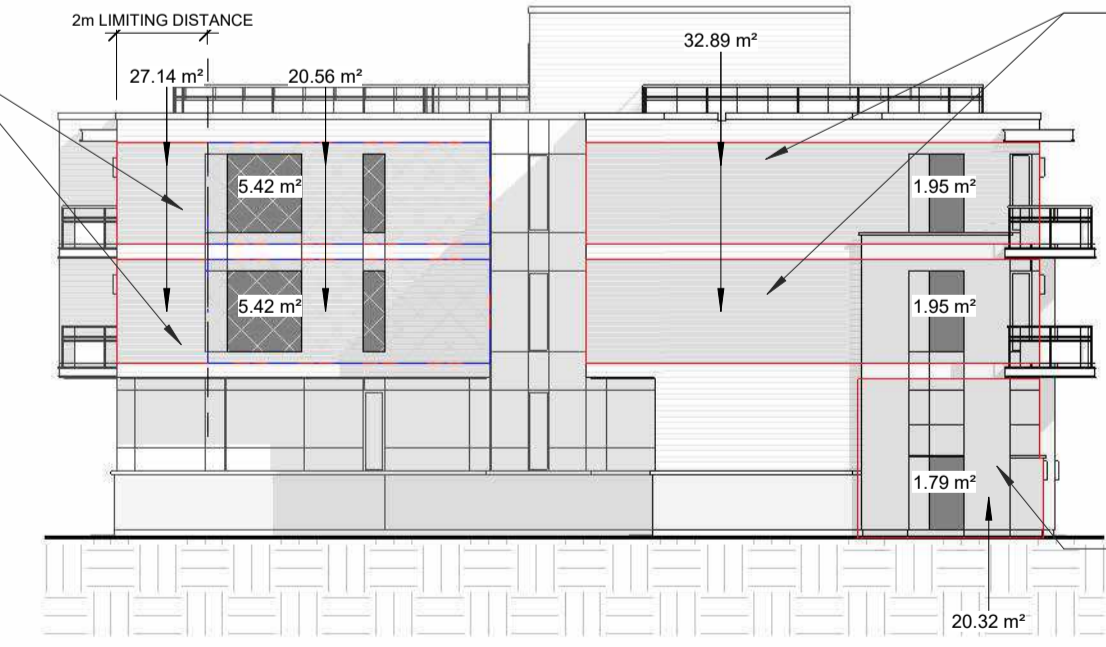 2m LIMITING DISTANCE
27.14 m²
20.56 m²
32.89 m²
5.42 m²
1.95 m²
5.42 m²
1.95 m²
1.79 m²
20.32 m²